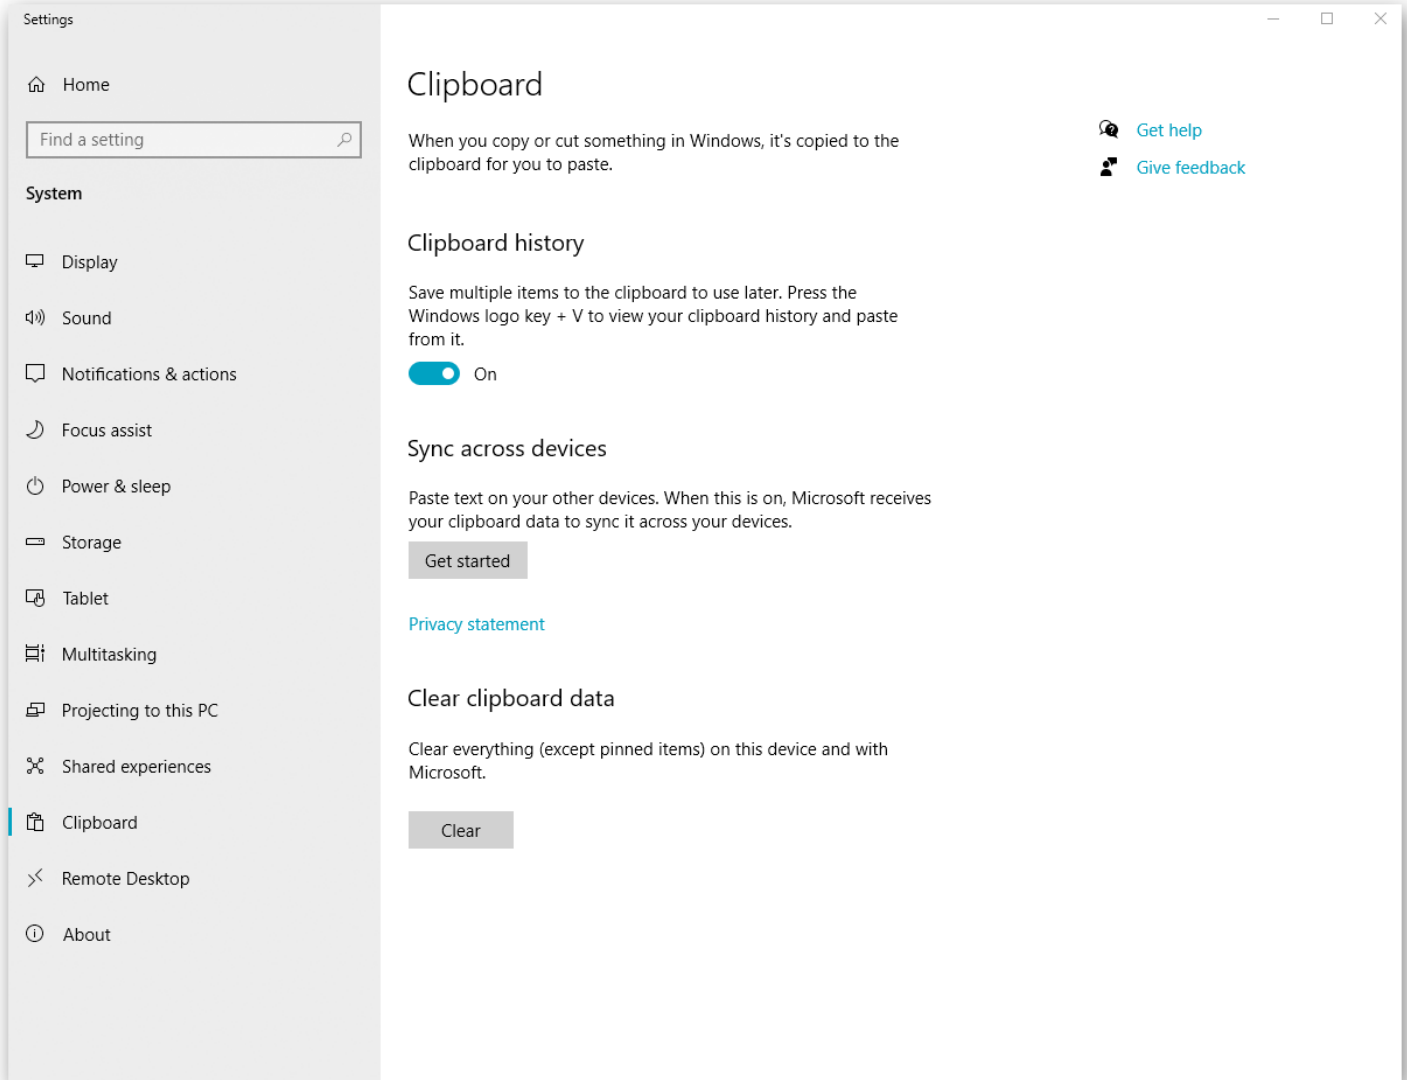 Settings
Home
Find a setting
System
Display
Sound
Notifications & actions
Focus assist
Power & sleep
Storage
Tablet
Multitasking
Projecting to this PC
Shared experiences
Clipboard
Remote Desktop
About
Clipboard
When you copy or cut something in Windows, it's copied to the
clipboard for you to paste.
Clipboard history
Save multiple items to the clipboard to use later. Press the
Windows logo key + V to view your clipboard history and paste
from it.
On
Sync across devices
Paste text on your other devices. When this is on, Microsoft receives
your clipboard data to sync it across your devices.
Get started
Privacy statement
Clear clipboard data
Clear everything (except pinned items) on this device and with
Microsoft.
Clear
Get help
Give feedback